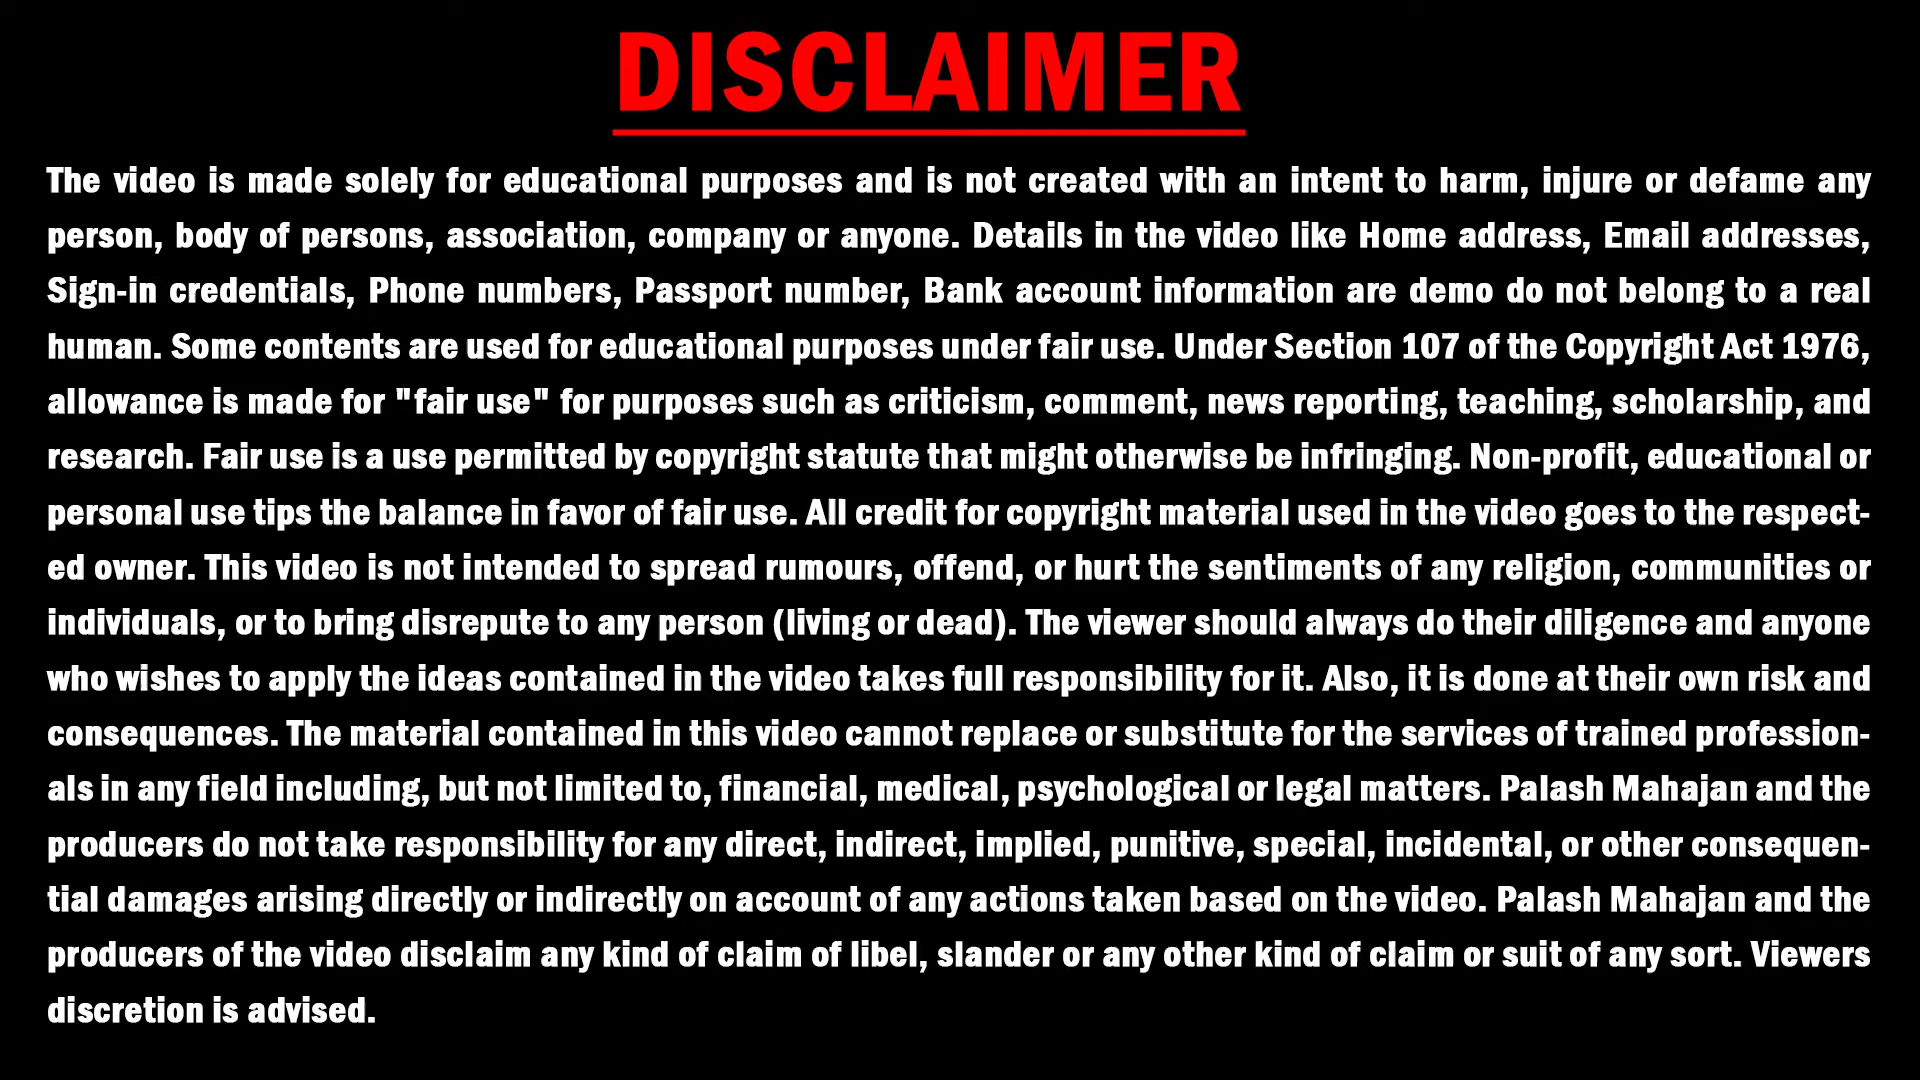 DISCLAIMER
The video is made solely for educational purposes and is not created with an intent to harm, injure or defame any
person, body of persons, association, company or anyone. Details in the video like Home address, Email addresses,
Sign-in credentials, Phone numbers, Passport number, Bank account information are demo do not belong to a real
human. Some contents are used for educational purposes under fair use. Under Section 107 of the Copyright Act 1976,
allowance is made for "fair use" for purposes such as criticism, comment, news reporting, teaching, scholarship, and
research. Fair use is a use permitted by copyright statute that might otherwise be infringing. Non-profit, educational or
personal use tips the balance in favor of fair use. All credit for copyright material used in the video goes to the respect-
ed owner. This video is not intended to spread rumours, offend, or hurt the sentiments of any religion, communities or
individuals, or to bring disrepute to any person (living or dead). The viewer should always do their diligence and anyone
who wishes to apply the ideas contained in the video takes full responsibility for it. Also, it is done at their own risk and
consequences. The material contained in this video cannot replace or substitute for the services of trained profession-
als in any field including, but not limited to, financial, medical, psychological or legal matters. Palash Mahajan and the
producers do not take responsibility for any direct, indirect, implied, punitive, special, incidental, or other consequen-
tial damages arising directly or indirectly on account of any actions taken based on the video. Palash Mahajan and the
producers of the video disclaim any kind of claim of libel, slander or any other kind of claim or suit of any sort. Viewers
discretion is advised.